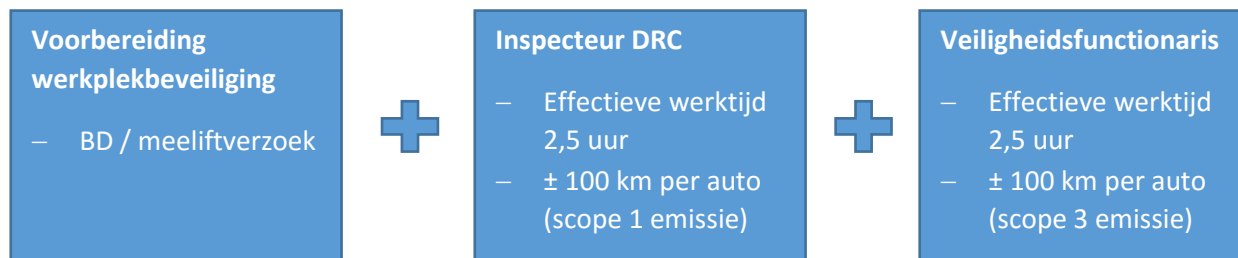 Voorbereiding
werkplekbeveiliging
– BD / meeliftverzoek
Inspecteur DRC
– Effectieve werktijd
2,5 uur
– ± 100 km per auto
(scope 1 emissie)
Veiligheidsfunctionaris
– Effectieve werktijd
2,5 uur
– ± 100 km per auto
(scope 3 emissie)